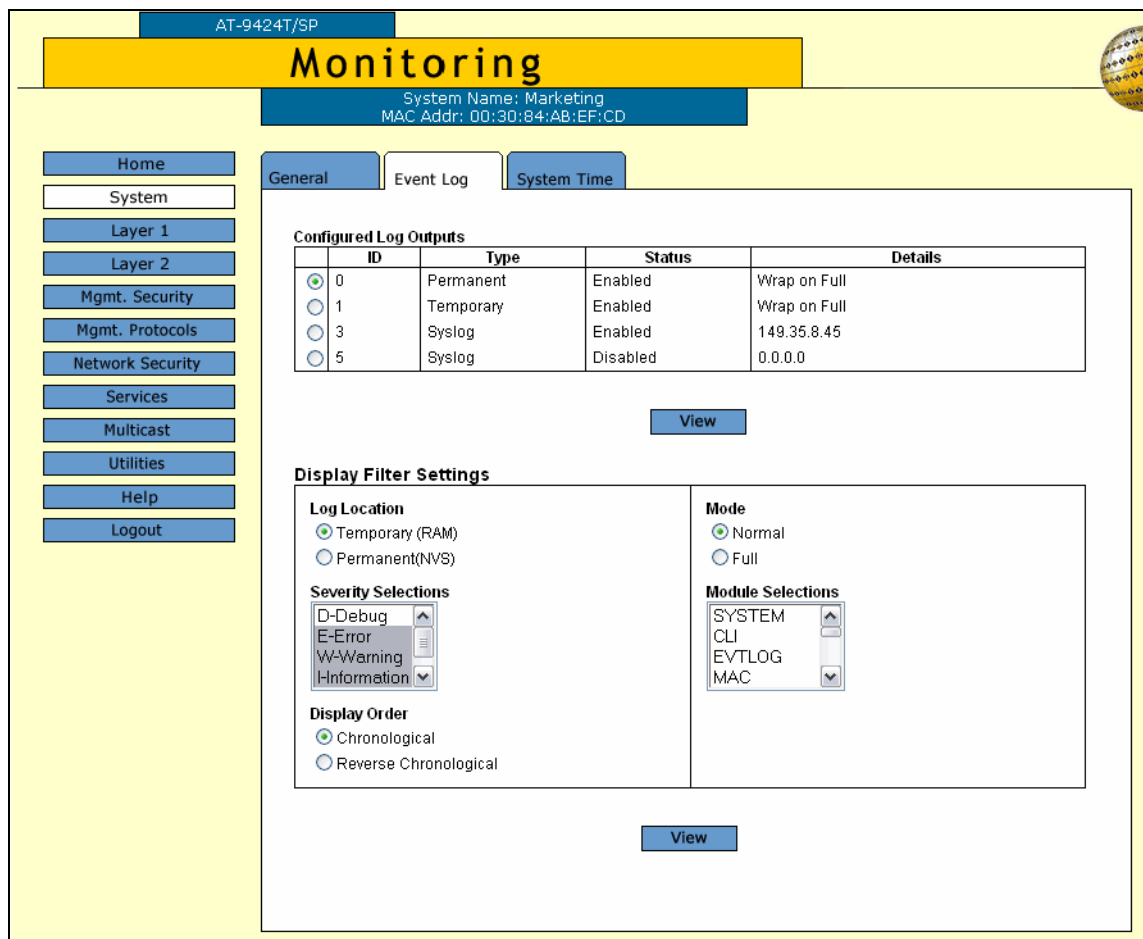 AT-9424T/SP
Monitoring
System Name: Marketing
MAC Addr: 00:30:84:AB:EF:CD
Home
System
Layer 1
Layer 2
Mgmt. Security
Mgmt. Protocols
Network Security
Services
Multicast
Utilities
Help
Logout
General Event Log System Time
Configured Log Outputs
ID Type Status Details
0 Permanent Enabled Wrap on Full
1 Temporary Enabled Wrap on Full
3 Syslog Enabled 149.35.8.45
5 Syslog Disabled 0.0.0.0
View
Display Filter Settings
Log Location
Temporary (RAM)
Permanent(NVS)
Severity Selections
D-Debug
E-Error
W-Warning
I-Information
Display Order
Chronological
Reverse Chronological
Mode
Normal
Full
Module Selections
SYSTEM
CLI
EVTLOG
MAC
View